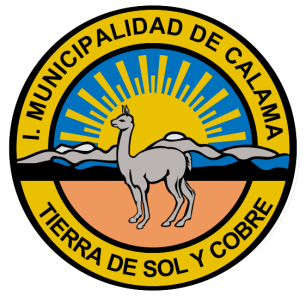 I. MUNICIPALIDAD DE CALAMA
TIERRA DE SOL Y COBRE